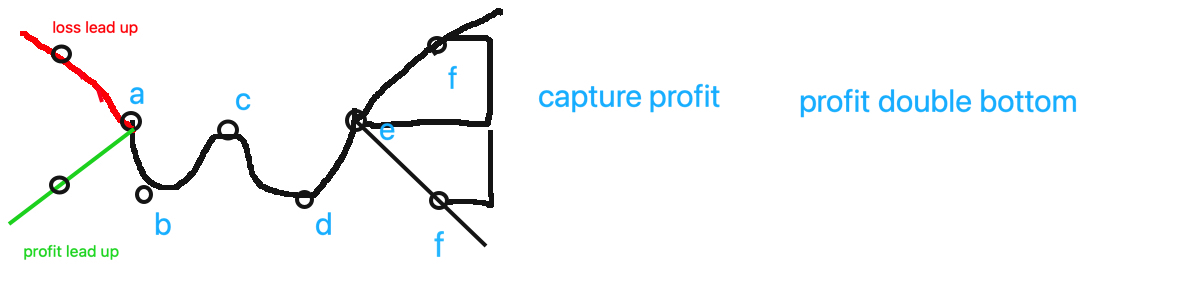 loss lead up
a
c
f
e
capture profit
profit double bottom
b
d
f
profit lead up